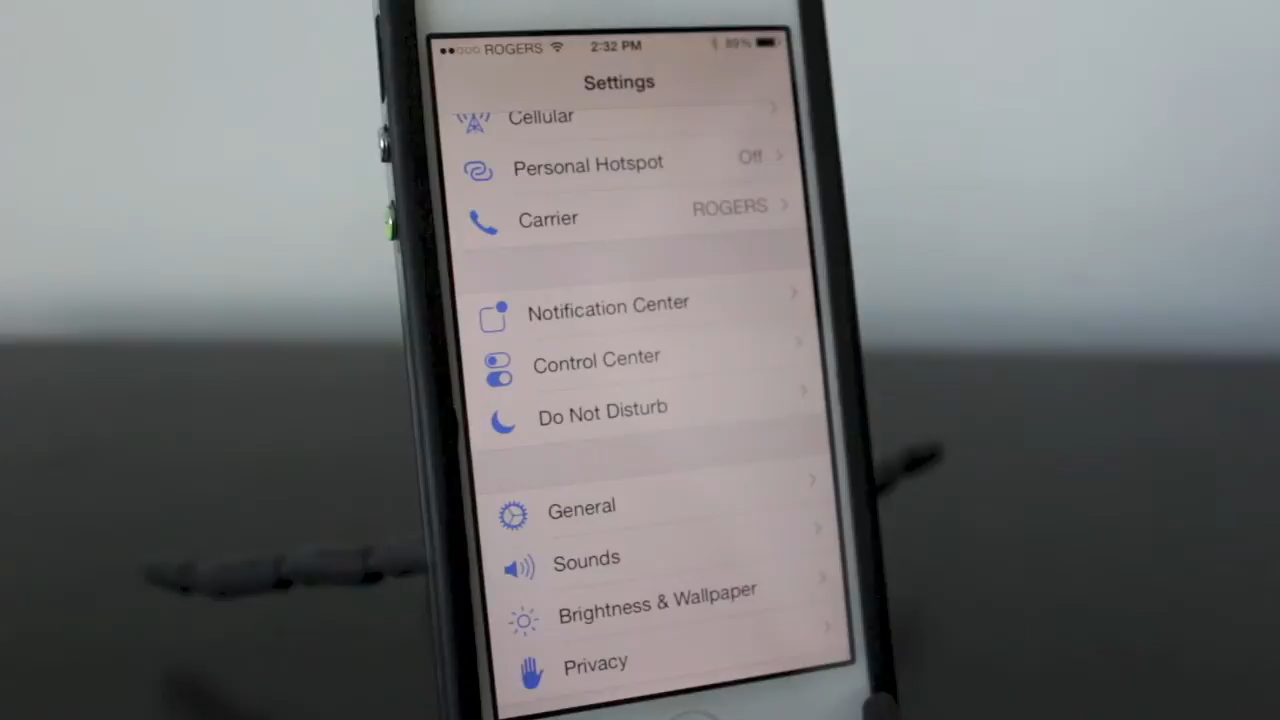 ROGERS 2:32 PM 89%
Settings
Cellular
Personal Hotspot Off
Carrier ROGERS
Notification Center
Control Center
Do Not Disturb
General
Sounds
Brightness & Wallpaper
Privacy